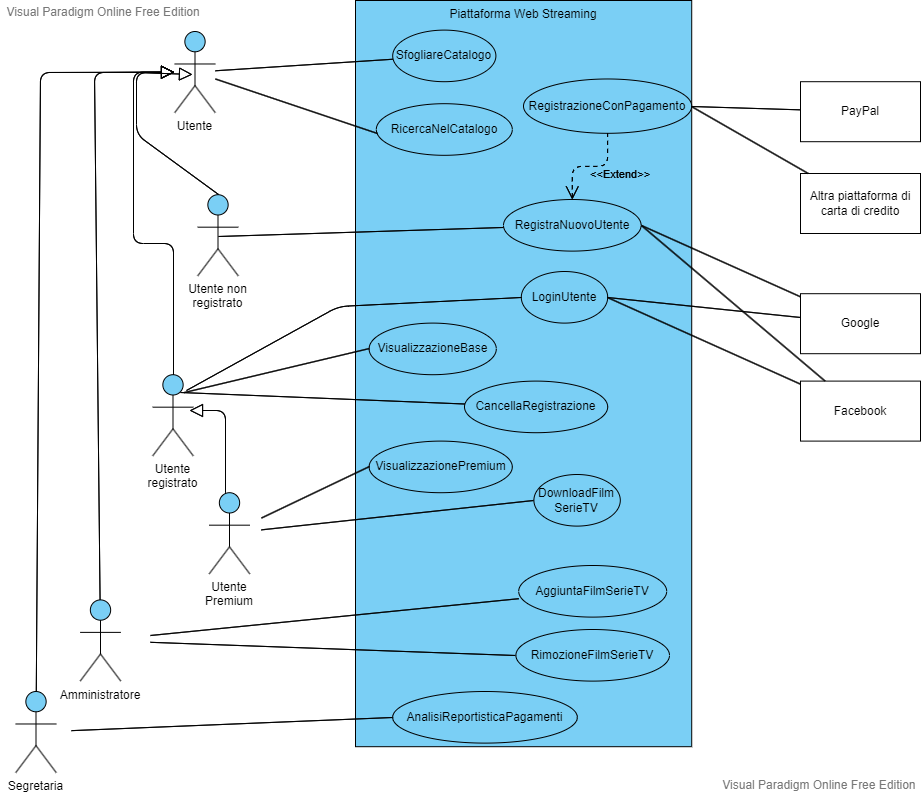 Visual Paradigm Online Free Edition
Piattaforma Web Streaming
SfogliareCatalogo
RegistrazioneConPagamento
PayPal
Utente
RicercaNelCatalogo
<<Extend>>
Altra piattaforma di
carta di credito
RegistraNuovoUtente
Utente non
registrato
LoginUtente
Google
VisualizzazioneBase
CancellaRegistrazione
Facebook
Utente
registrato
VisualizzazionePremium
DownloadFilm
SerieTV
Utente
Premium
AggiuntaFilmSerieTV
RimozioneFilmSerieTV
Amministratore
AnalisiReportisticaPagamenti
Segretaria
Visual Paradigm Online Free Edition